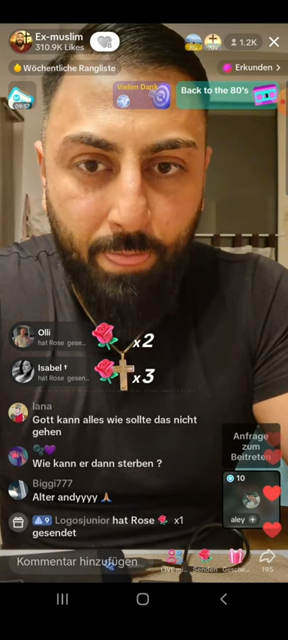 Ex-muslim
310.9K Likes
1.2K
Wöchentliche Rangliste
Erkunden
09:57
Vielen Dank
Back to the 80's
Olli
hat Rose gese...
x2
Isabel †
hat Rose gesen...
x3
lana
Gott kann alles wie sollte das nicht
gehen
Wie kann er dann sterben ?
Biggi777
Alter andyyyy 🙏
9 Logosjunior hat Rose x1
gesendet
Anfrage
zum
Beitreten
10
aley +
Kommentar hinzufügen
Senden
195